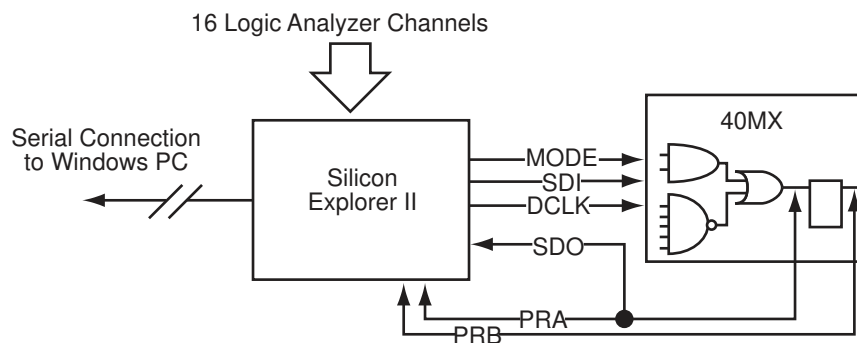 16 Logic Analyzer Channels
Serial Connection
to Windows PC
Silicon
Explorer II
MODE
SDI
DCLK
SDO
PRA
PRB
40MX